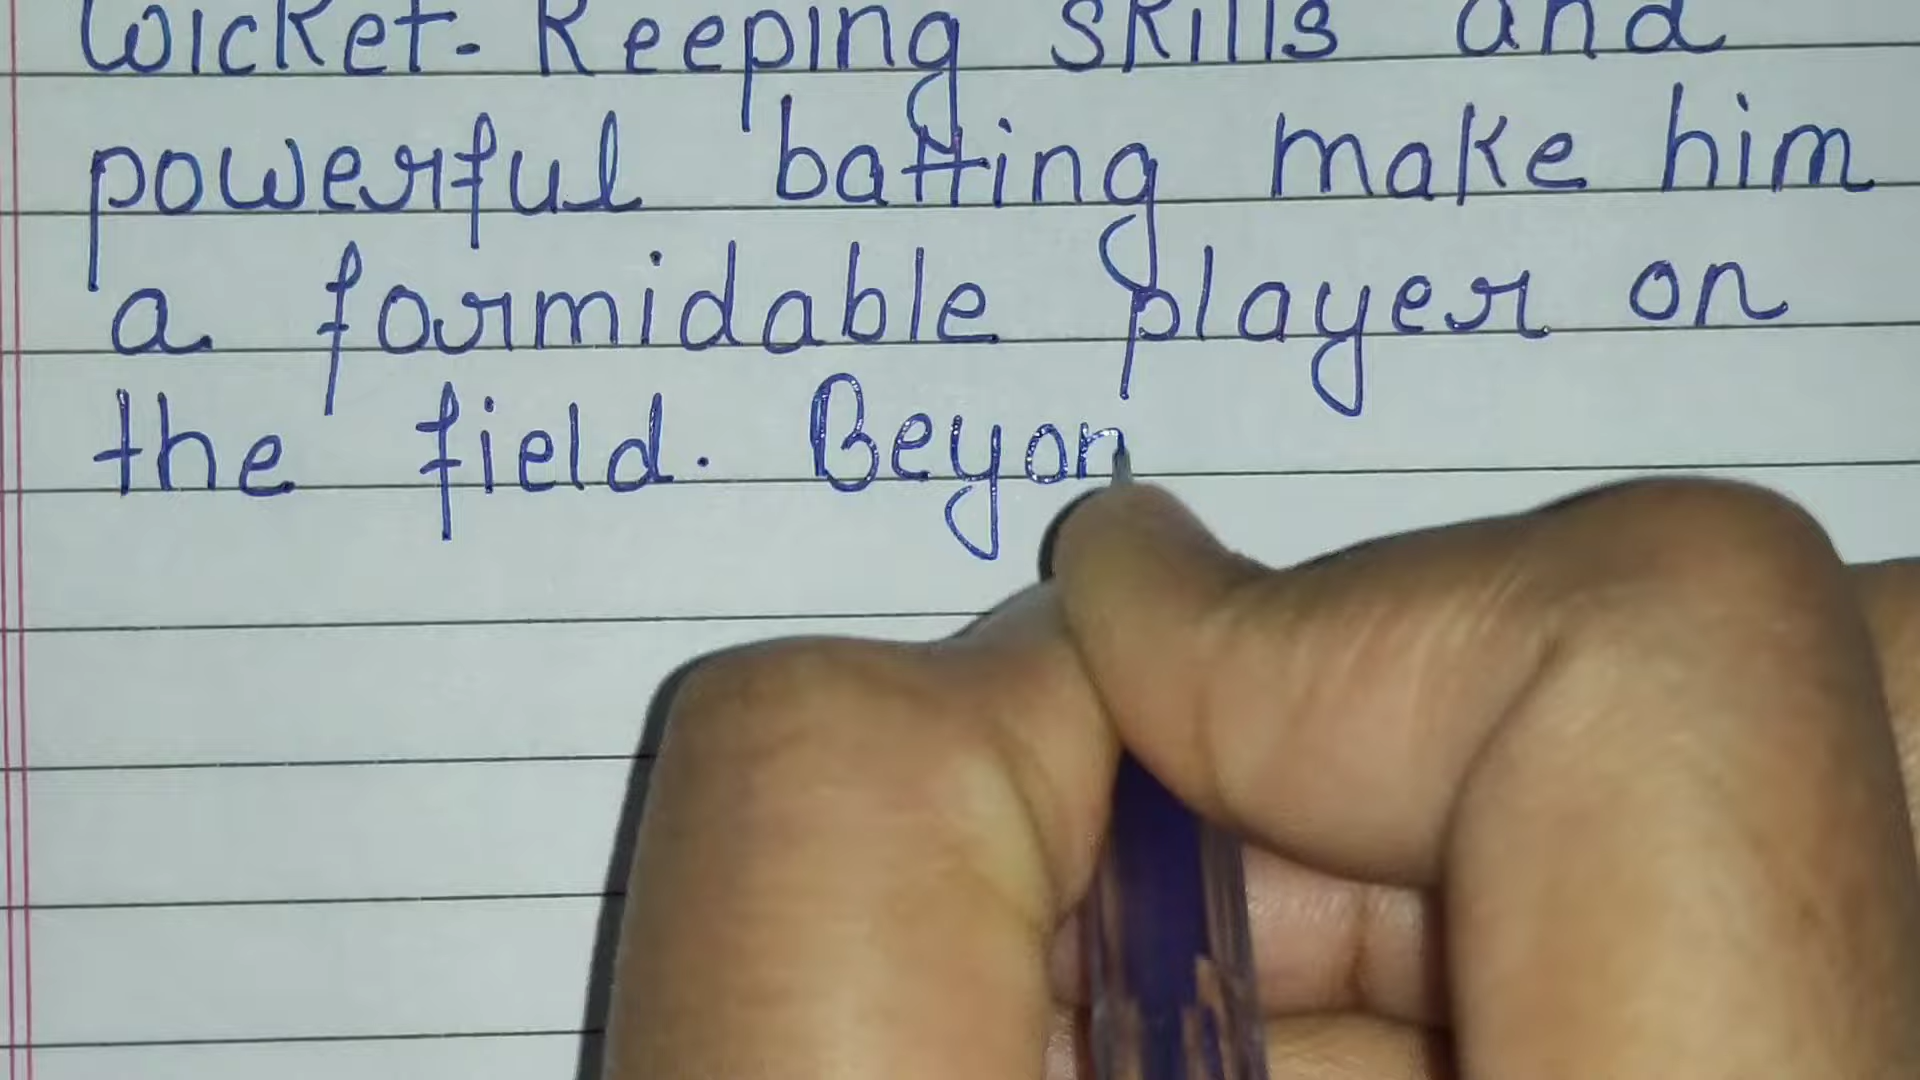 wicket-keeping skills and
powerful batting make him
a formidable player on
the field. Beyon